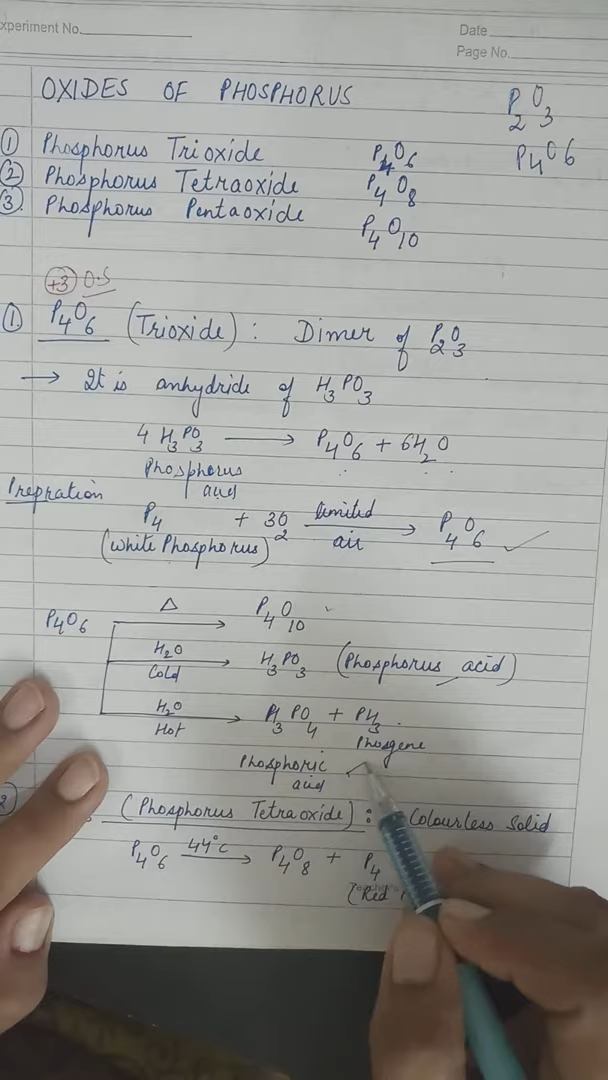 xperiment No.
Date
Page No.
OXIDES OF PHOSPHORUS P2O3
① Phosphorus Trioxide P4O6 P4O6
② Phosphorus Tetraoxide P4O8
③. Phosphorus Pentaoxide P4O10
+3 O.S
①. P4O6 (Trioxide): Dimer of P2O3
→ It is anhydride of H3PO3
4 H3PO3 → P4O6 + 6H2O
Phosphorus
acid
Prepration
P4 + 3O2 limited air → P4O6 ✓
(White Phosphorus)
P4O6 Δ → P4O10
H2O Cold → H3PO3 (Phosphorus acid)
H2O Hot → H3PO4 + PH3.
Phosgene
Phosphoric
acid
2 (Phosphorus Tetraoxide): Colourless Solid
P4O6 44°C → P4O8 + P4
(Red